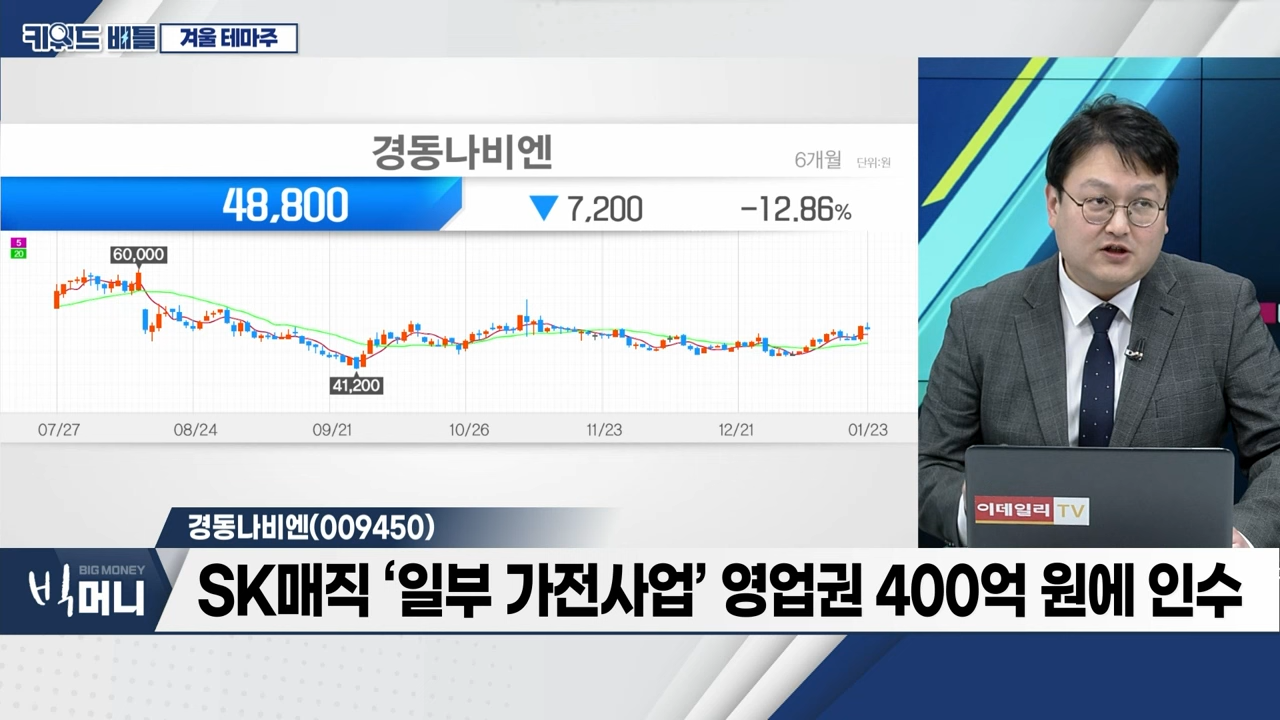 키워드 배틀 겨울 테마주
경동나비엔
6개월 단위:원
48,800 ▼ 7,200 -12.86%
5
20
60,000
41,200
07/27 08/24 09/21 10/26 11/23 12/21 01/23
이데일리 TV
경동나비엔(009450)
BIG MONEY
빅머니
SK매직 ‘일부 가전사업’ 영업권 400억 원에 인수